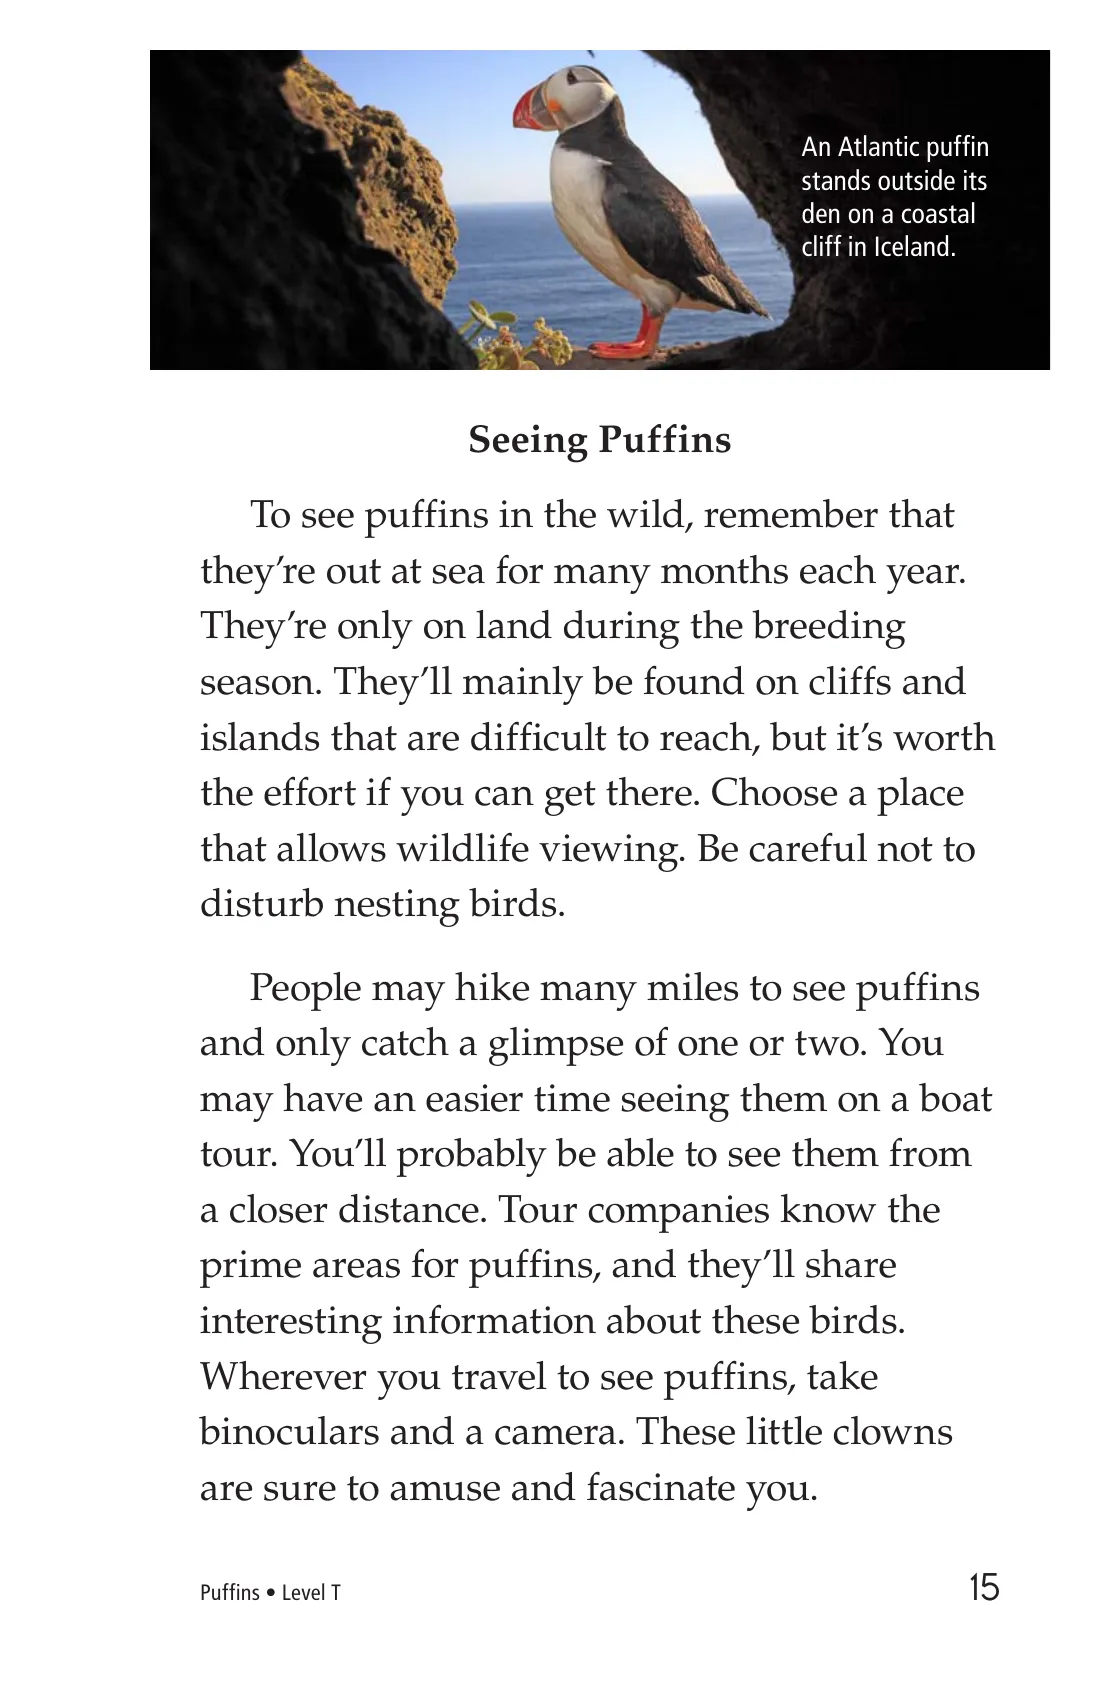 An Atlantic puffin
stands outside its
den on a coastal
cliff in Iceland.
Seeing Puffins
To see puffins in the wild, remember that
they’re out at sea for many months each year.
They’re only on land during the breeding
season. They’ll mainly be found on cliffs and
islands that are difficult to reach, but it’s worth
the effort if you can get there. Choose a place
that allows wildlife viewing. Be careful not to
disturb nesting birds.
People may hike many miles to see puffins
and only catch a glimpse of one or two. You
may have an easier time seeing them on a boat
tour. You’ll probably be able to see them from
a closer distance. Tour companies know the
prime areas for puffins, and they’ll share
interesting information about these birds.
Wherever you travel to see puffins, take
binoculars and a camera. These little clowns
are sure to amuse and fascinate you.
Puffins • Level T
15